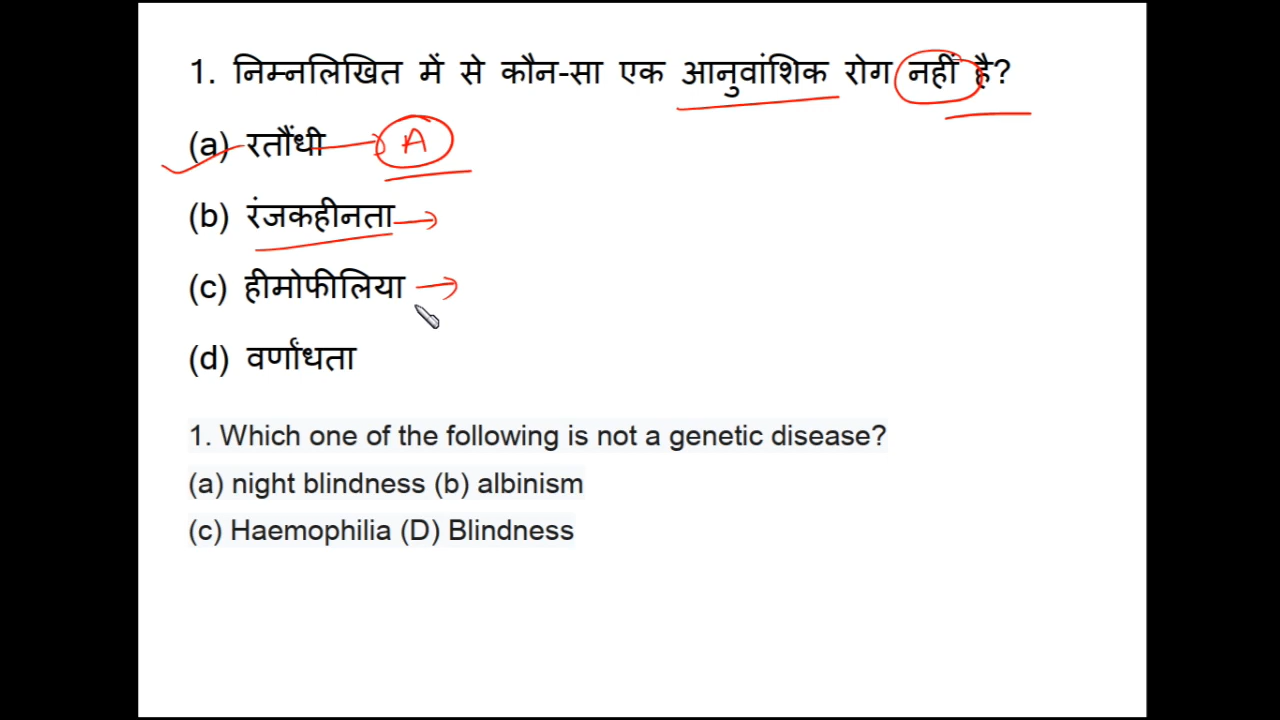 1. निम्नलिखित में से कौन-सा एक आनुवांशिक रोग नहीं है?
(a) रतौंधी A
(b) रंजकहीनता
(c) हीमोफीलिया
(d) वर्णांधता
1. Which one of the following is not a genetic disease?
(a) night blindness (b) albinism
(c) Haemophilia (D) Blindness